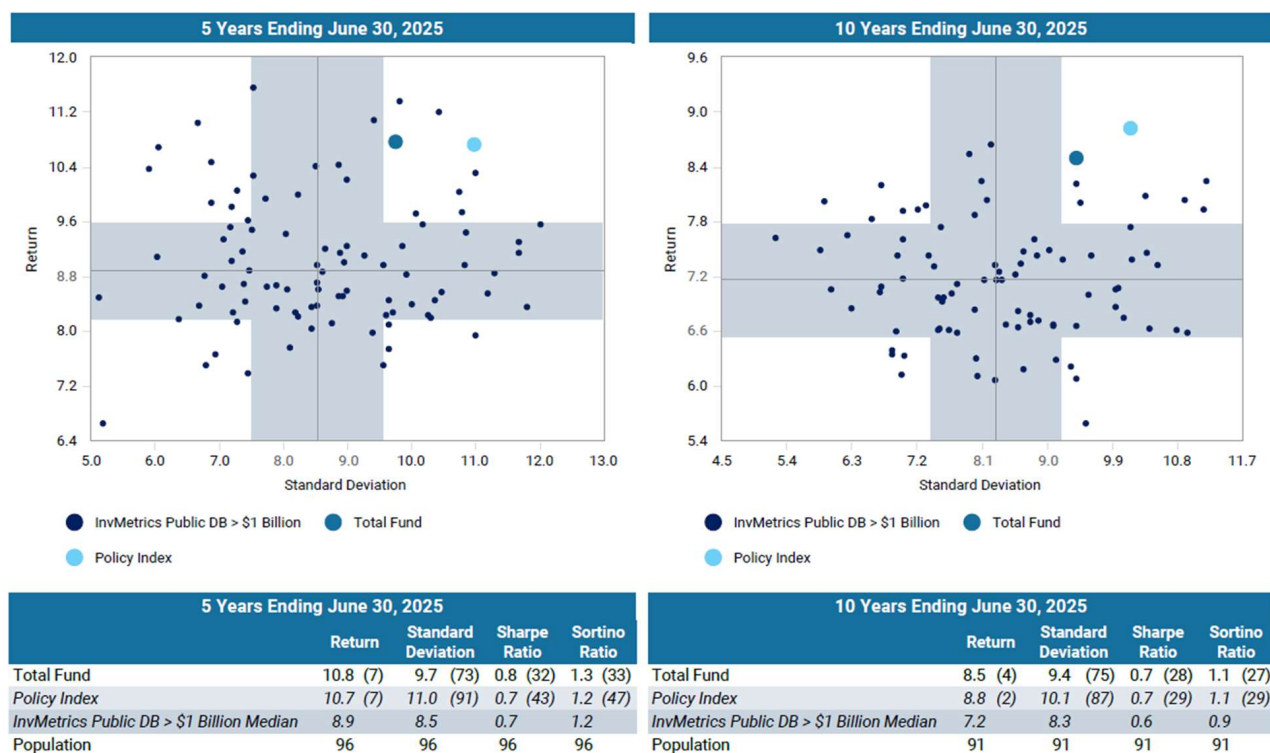 5 Years Ending June 30, 2025
12.0
11.2
10.4
9.6
8.8
8.0
7.2
6.4
Return
5.0 6.0 7.0 8.0 9.0 10.0 11.0 12.0 13.0
Standard Deviation
InvMetrics Public DB > $1 Billion Total Fund
Policy Index
10 Years Ending June 30, 2025
9.6
9.0
8.4
7.8
7.2
6.6
6.0
5.4
Return
4.5 5.4 6.3 7.2 8.1 9.0 9.9 10.8 11.7
Standard Deviation
InvMetrics Public DB > $1 Billion Total Fund
Policy Index
5 Years Ending June 30, 2025
Return Standard Deviation Sharpe Ratio Sortino Ratio
Total Fund 10.8 (7) 9.7 (73) 0.8 (32) 1.3 (33)
Policy Index 10.7 (7) 11.0 (91) 0.7 (43) 1.2 (47)
InvMetrics Public DB > $1 Billion Median 8.9 8.5 0.7 1.2
Population 96 96 96 96
10 Years Ending June 30, 2025
Return Standard Deviation Sharpe Ratio Sortino Ratio
Total Fund 8.5 (4) 9.4 (75) 0.7 (28) 1.1 (27)
Policy Index 8.8 (2) 10.1 (87) 0.7 (29) 1.1 (29)
InvMetrics Public DB > $1 Billion Median 7.2 8.3 0.6 0.9
Population 91 91 91 91